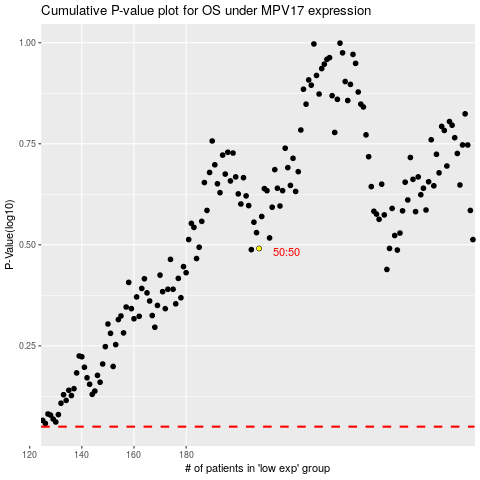 Cumulative P-value plot for OS under MPV17 expression
P-Value(log10)
1.00
0.75
0.50
0.25
50:50
120 140 160 180
# of patients in 'low exp' group